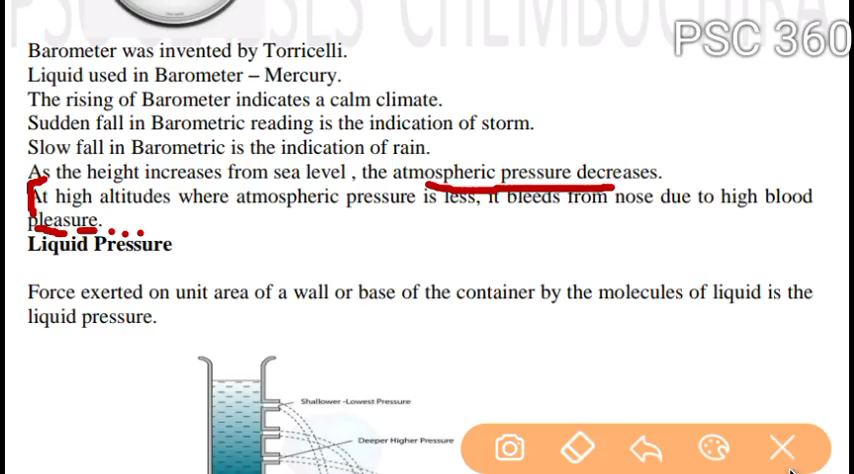 PSC CLASSES CHEMBUCHIRA
PSC 360
Barometer was invented by Torricelli.
Liquid used in Barometer – Mercury.
The rising of Barometer indicates a calm climate.
Sudden fall in Barometric reading is the indication of storm.
Slow fall in Barometric is the indication of rain.
As the height increases from sea level , the atmospheric pressure decreases.
At high altitudes where atmospheric pressure is less, it bleeds from nose due to high blood
pleasure.
Liquid Pressure
Force exerted on unit area of a wall or base of the container by the molecules of liquid is the
liquid pressure.
Shallower -Lowest Pressure
Deeper Higher Pressure